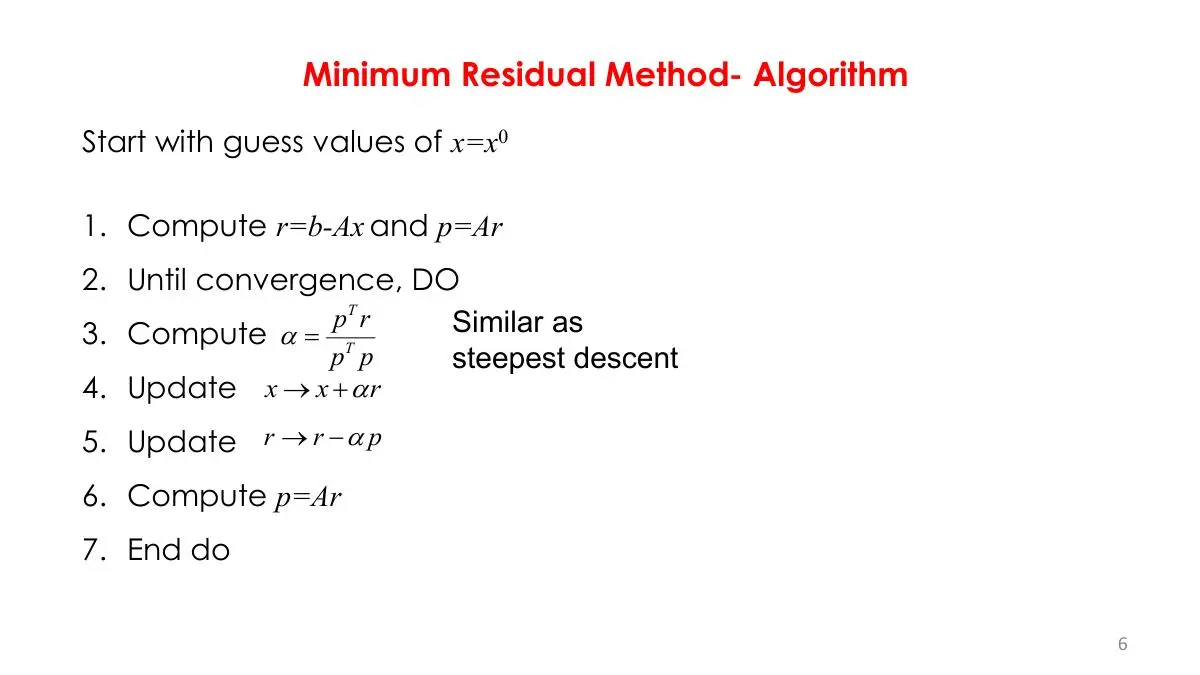 Minimum Residual Method- Algorithm
Start with guess values of x=x⁰
1. Compute r=b-Ax and p=Ar
2. Until convergence, DO
3. Compute α = pᵀr / pᵀp
Similar as
steepest descent
4. Update x → x + αr
5. Update r → r − αp
6. Compute p=Ar
7. End do
6